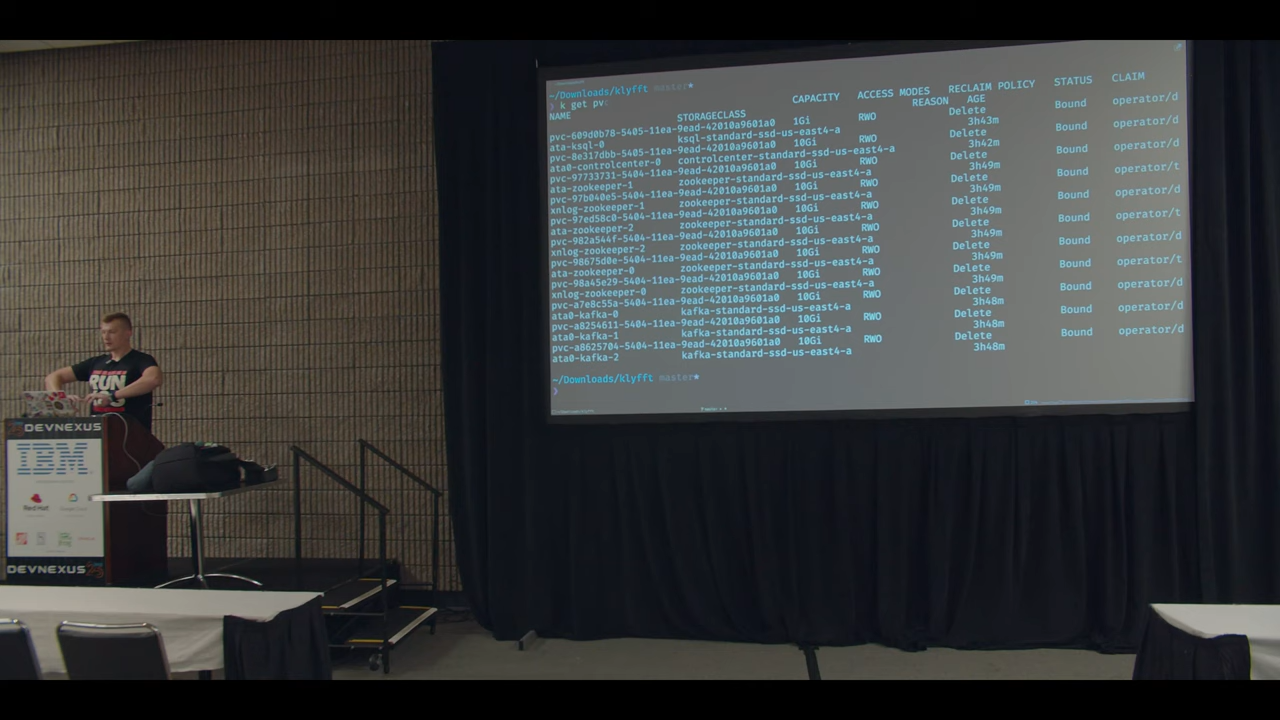 ~/Downloads/klyfft master★
❯ k get pv
NAME CAPACITY ACCESS MODES RECLAIM POLICY STATUS CLAIM
STORAGECLASS REASON AGE
pvc-609d0b78-5405-11ea-9ead-42010a9601a0 1Gi RWO Delete Bound operator/d
ata-ksql-0 ksql-standard-ssd-us-east4-a 3h43m
pvc-8e317dbb-5405-11ea-9ead-42010a9601a0 10Gi RWO Delete Bound operator/d
ata0-controlcenter-0 controlcenter-standard-ssd-us-east4-a 3h42m
pvc-97733731-5404-11ea-9ead-42010a9601a0 10Gi RWO Delete Bound operator/d
ata-zookeeper-1 zookeeper-standard-ssd-us-east4-a 3h49m
pvc-97b040e5-5404-11ea-9ead-42010a9601a0 10Gi RWO Delete Bound operator/t
xnlog-zookeeper-1 zookeeper-standard-ssd-us-east4-a 3h49m
pvc-97ed58c0-5404-11ea-9ead-42010a9601a0 10Gi RWO Delete Bound operator/d
ata-zookeeper-2 zookeeper-standard-ssd-us-east4-a 3h49m
pvc-982a544f-5404-11ea-9ead-42010a9601a0 10Gi RWO Delete Bound operator/t
xnlog-zookeeper-2 zookeeper-standard-ssd-us-east4-a 3h49m
pvc-98675d0e-5404-11ea-9ead-42010a9601a0 10Gi RWO Delete Bound operator/d
ata-zookeeper-0 zookeeper-standard-ssd-us-east4-a 3h49m
pvc-98a45e29-5404-11ea-9ead-42010a9601a0 10Gi RWO Delete Bound operator/t
xnlog-zookeeper-0 zookeeper-standard-ssd-us-east4-a 3h49m
pvc-a7e8c55a-5404-11ea-9ead-42010a9601a0 10Gi RWO Delete Bound operator/d
ata0-kafka-0 kafka-standard-ssd-us-east4-a 3h48m
pvc-a8254611-5404-11ea-9ead-42010a9601a0 10Gi RWO Delete Bound operator/d
ata0-kafka-1 kafka-standard-ssd-us-east4-a 3h48m
pvc-a8625704-5404-11ea-9ead-42010a9601a0 10Gi RWO Delete Bound operator/d
ata0-kafka-2 kafka-standard-ssd-us-east4-a 3h48m
~/Downloads/klyfft master★
❯
RUN
DEVNEXUS
IBM
Red Hat
Google Cloud
DEVNEXUS